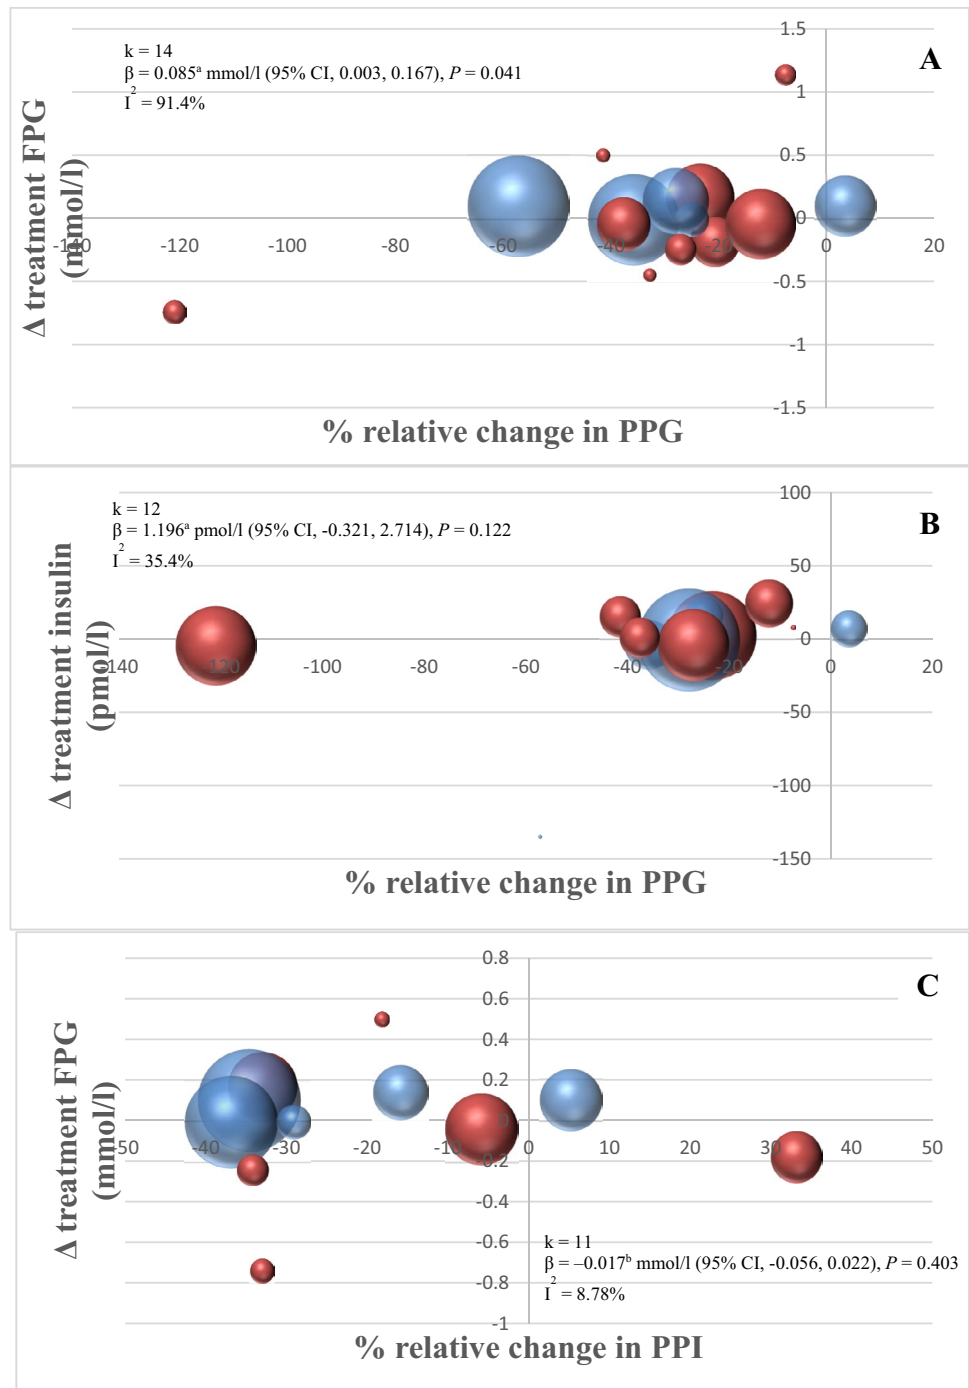 A
k = 14
β = 0.085ᵃ mmol/l (95% CI, 0.003, 0.167), P = 0.041
I² = 91.4%
Δ treatment FPG
(mmol/l)
1.5
1
0.5
0
-0.5
-1
-1.5
-140 -120 -100 -80 -60 -40 -20 0 20
% relative change in PPG
B
k = 12
β = 1.196ᵃ pmol/l (95% CI, -0.321, 2.714), P = 0.122
I² = 35.4%
Δ treatment insulin
(pmol/l)
100
50
0
-50
-100
-150
-140 -120 -100 -80 -60 -40 -20 0 20
% relative change in PPG
C
Δ treatment FPG
(mmol/l)
0.8
0.6
0.4
0.2
0
-0.2
-0.4
-0.6
-0.8
-1
-50 -40 -30 -20 -10 0 10 20 30 40 50
k = 11
β = –0.017ᵇ mmol/l (95% CI, -0.056, 0.022), P = 0.403
I² = 8.78%
% relative change in PPI